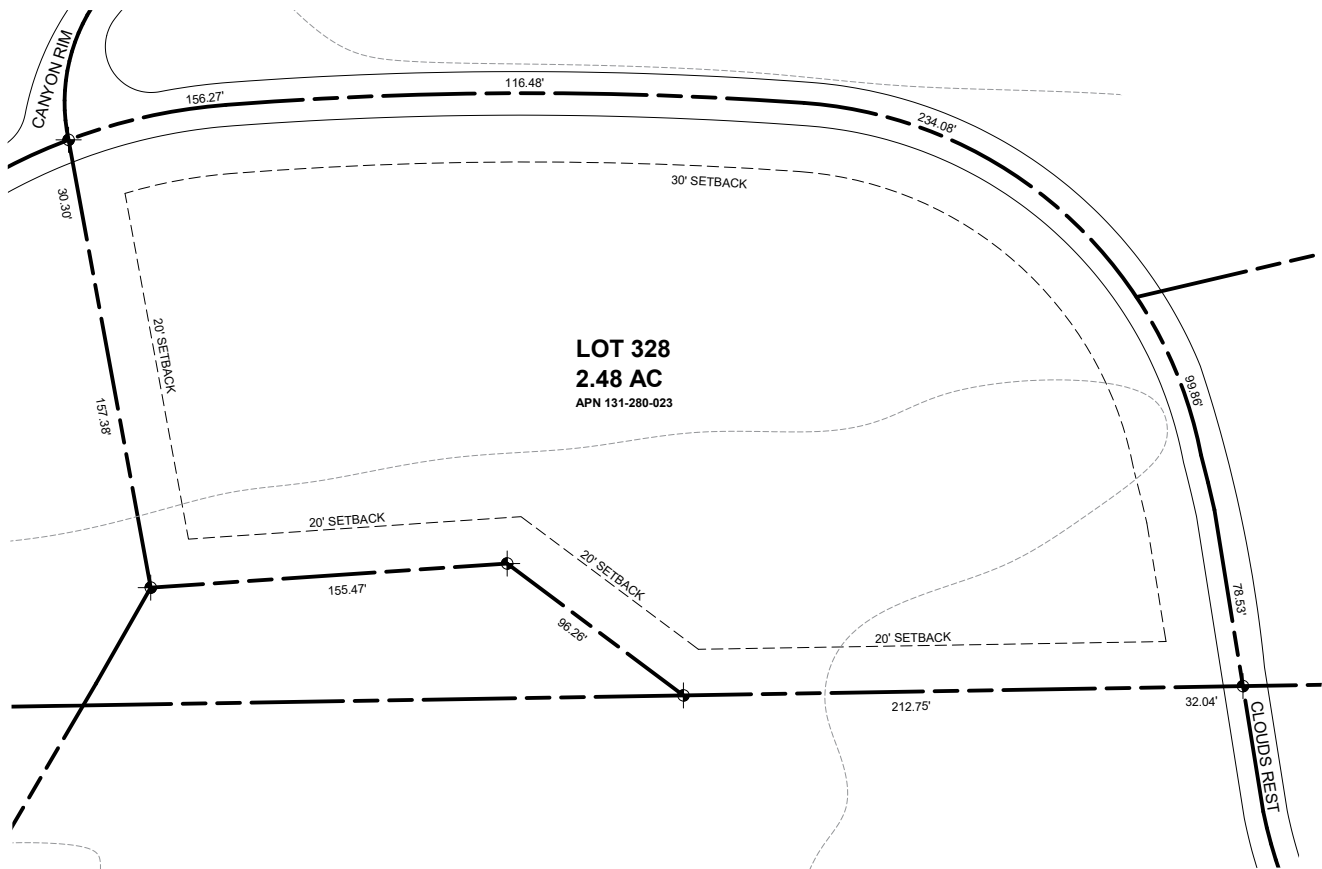 CANYON RIM
156.27'
116.48'
234.08'
30' SETBACK
30.30'
20' SETBACK
157.38'
LOT 328
2.48 AC
APN 131-280-023
99.86'
20' SETBACK
155.47'
20' SETBACK
96.26'
78.53'
20' SETBACK
212.75'
32.04'
CLOUDS REST